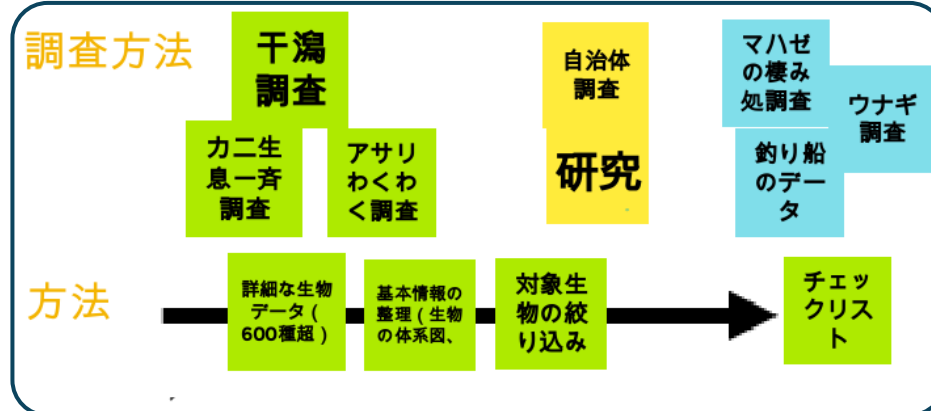 調査方法
干潟
調査
カニ生
息一斉
調査
アサリ
わくわ
く調査
自治体
調査
研究
マハゼ
の棲み
処調査
ウナギ
調査
釣り船
のデー
タ
方法
詳細な生物
データ(
600種超)
基本情報の
整理(生物
の体系図、
対象生
物の絞
り込み
チェッ
クリス
ト